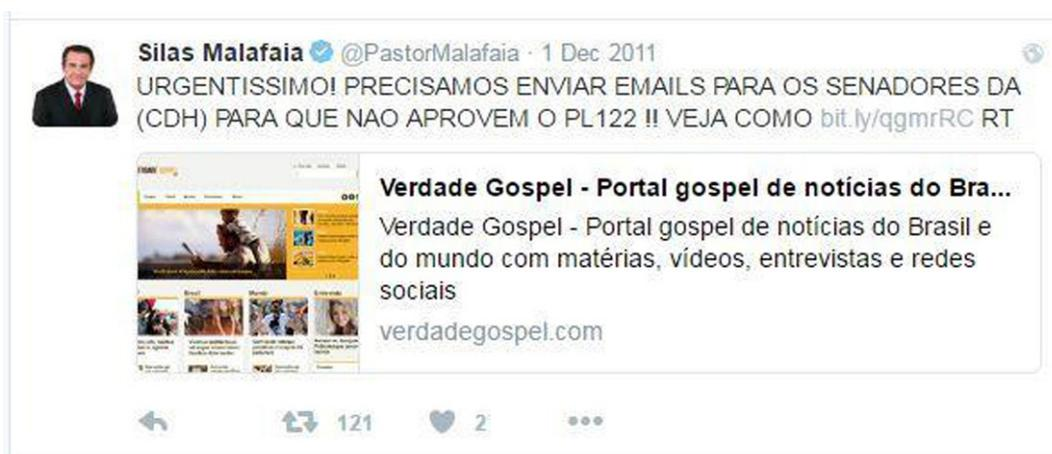 Silas Malafaia @PastorMalafaia · 1 Dec 2011
URGENTISSIMO! PRECISAMOS ENVIAR EMAILS PARA OS SENADORES DA
(CDH) PARA QUE NAO APROVEM O PL122 !! VEJA COMO bit.ly/qgmrRC RT
Verdade Gospel - Portal gospel de notícias do Bra...
Verdade Gospel - Portal gospel de notícias do Brasil e
do mundo com matérias, vídeos, entrevistas e redes
sociais
verdadegospel.com
121 2